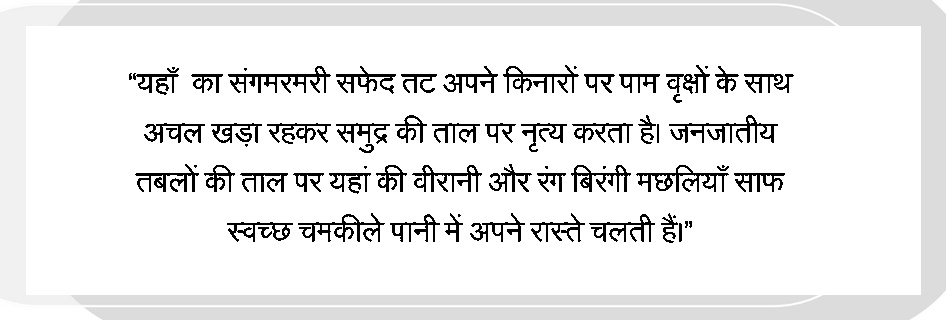 “यहाँ का संगमरमरी सफेद तट अपने किनारों पर पाम वृक्षों के साथ
अचल खड़ा रहकर समुद्र की ताल पर नृत्य करता है। जनजातीय
तबलों की ताल पर यहां की वीरानी और रंग बिरंगी मछलियाँ साफ
स्वच्छ चमकीले पानी में अपने रास्ते चलती हैं।”